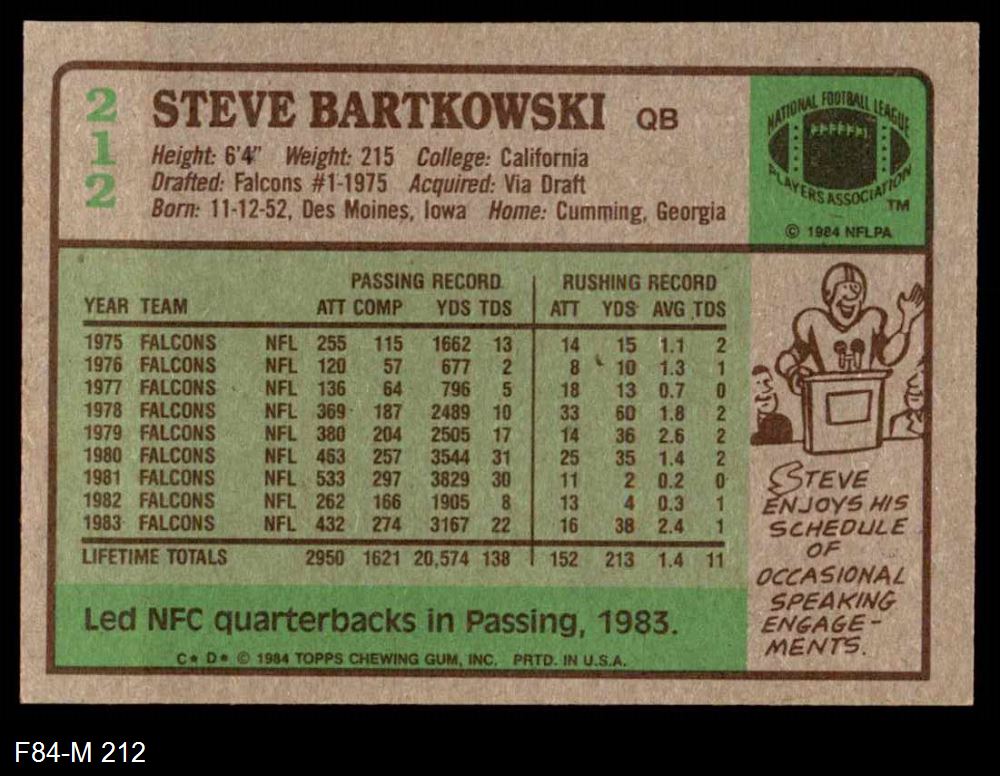 212
STEVE BARTKOWSKI QB
Height: 6'4" Weight: 215 College: California
Drafted: Falcons #1-1975 Acquired: Via Draft
Born: 11-12-52, Des Moines, Iowa Home: Cumming, Georgia
NATIONAL FOOTBALL LEAGUE
PLAYERS ASSOCIATION
TM
© 1984 NFLPA
PASSING RECORD RUSHING RECORD
YEAR TEAM ATT COMP YDS TDS ATT YDS AVG TDS
1975 FALCONS NFL 255 115 1662 13 14 15 1.1 2
1976 FALCONS NFL 120 57 677 2 8 10 1.3 1
1977 FALCONS NFL 136 64 796 5 18 13 0.7 0
1978 FALCONS NFL 369 187 2489 10 33 60 1.8 2
1979 FALCONS NFL 380 204 2505 17 14 36 2.6 2
1980 FALCONS NFL 463 257 3544 31 25 35 1.4 2
1981 FALCONS NFL 533 297 3829 30 11 2 0.2 0
1982 FALCONS NFL 262 166 1905 8 13 4 0.3 1
1983 FALCONS NFL 432 274 3167 22 16 38 2.4 1
LIFETIME TOTALS 2950 1621 20,574 138 152 213 1.4 11
STEVE
ENJOYS HIS
SCHEDULE
OF
OCCASIONAL
SPEAKING
ENGAGE-
MENTS.
Led NFC quarterbacks in Passing, 1983.
C* D* © 1984 TOPPS CHEWING GUM, INC. PRTD. IN U.S.A.
F84-M 212